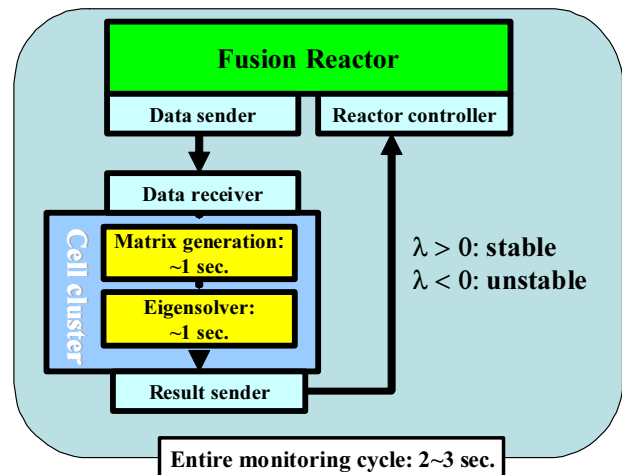 Fusion Reactor
Data sender
Reactor controller
Data receiver
Cell cluster
Matrix generation:
~1 sec.
Eigensolver:
~1 sec.
λ > 0: stable
λ < 0: unstable
Result sender
Entire monitoring cycle: 2~3 sec.